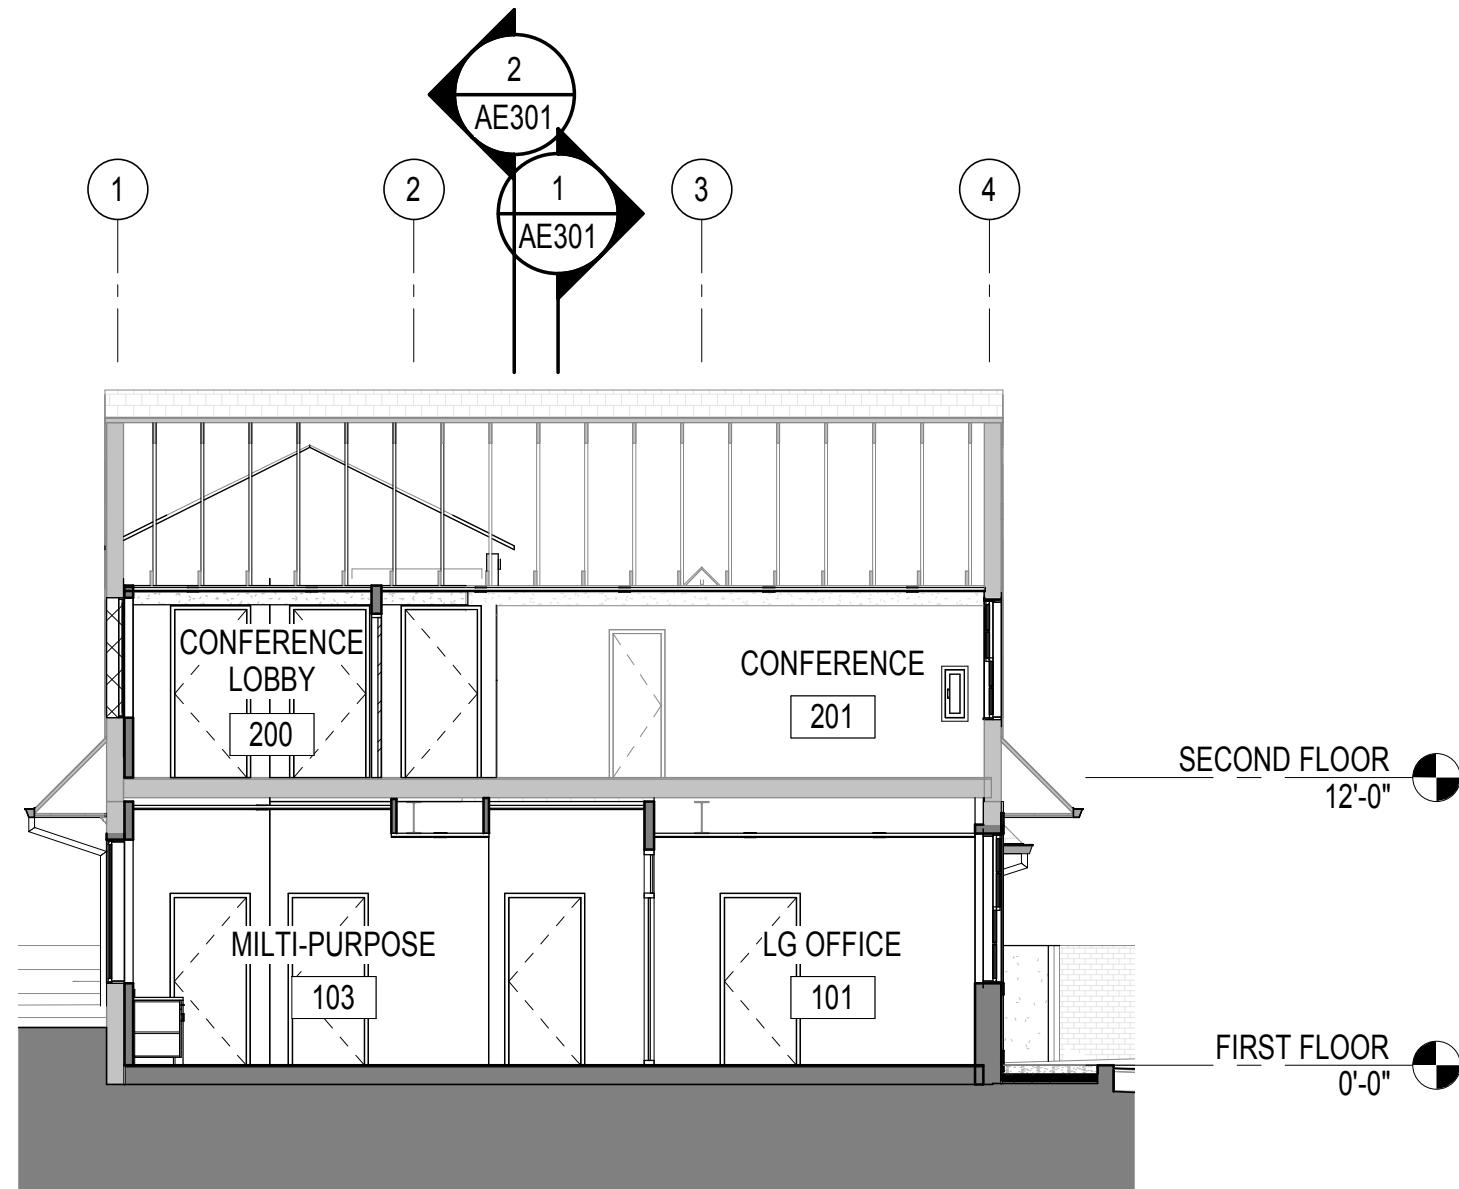 2
AE301
1
AE301
1
2
3
4
CONFERENCE
LOBBY
200
CONFERENCE
201
SECOND FLOOR
12'-0"
MILTI-PURPOSE
103
LG OFFICE
101
FIRST FLOOR
0'-0"